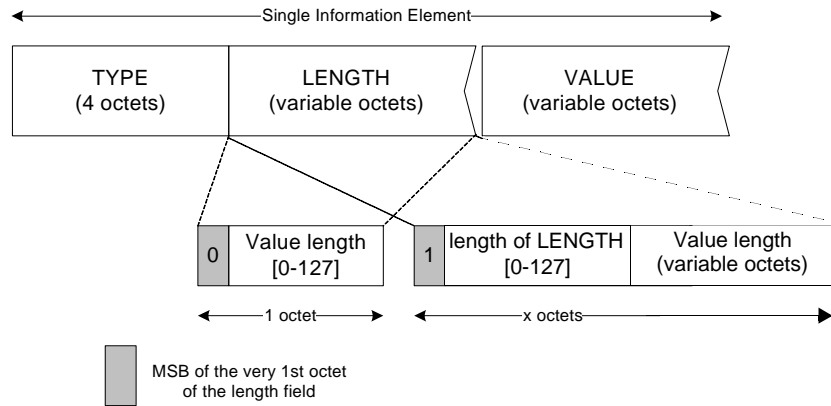 Single Information Element
TYPE
(4 octets)
LENGTH
(variable octets)
VALUE
(variable octets)
0
Value length
[0-127]
1
length of LENGTH
[0-127]
Value length
(variable octets)
1 octet
x octets
MSB of the very 1st octet
of the length field